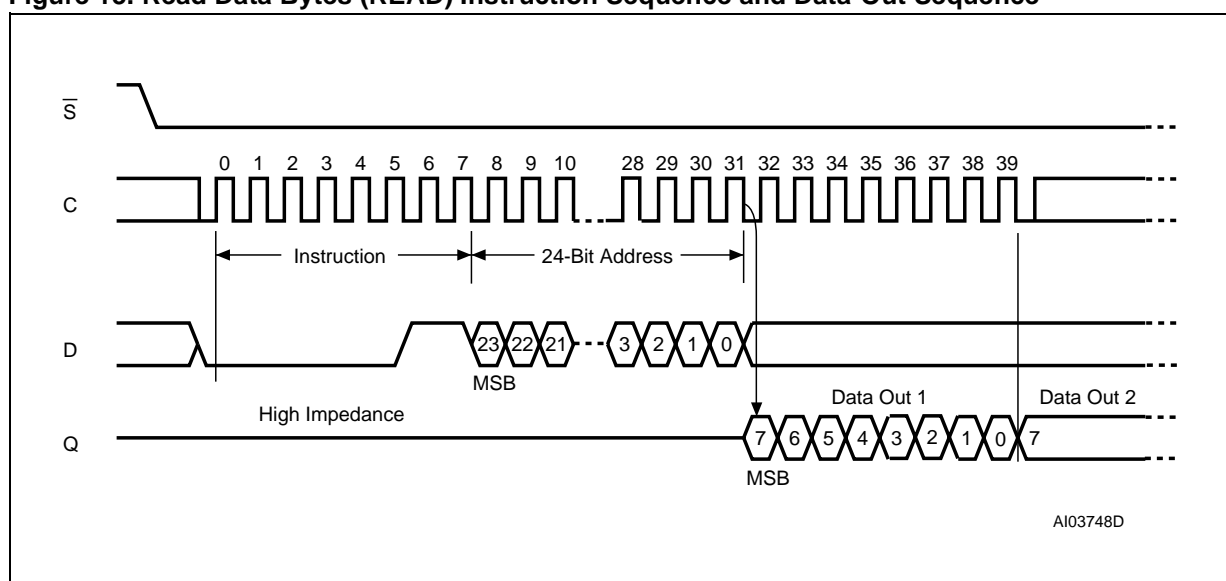 Figure 13. Read Data Bytes (READ) Instruction Sequence and Data-Out Sequence
S
0 1 2 3 4 5 6 7 8 9 10 28 29 30 31 32 33 34 35 36 37 38 39
C
Instruction 24-Bit Address
D
23 22 21 3 2 1 0
MSB
High Impedance Data Out 1 Data Out 2
Q
7 6 5 4 3 2 1 0 7
MSB
AI03748D